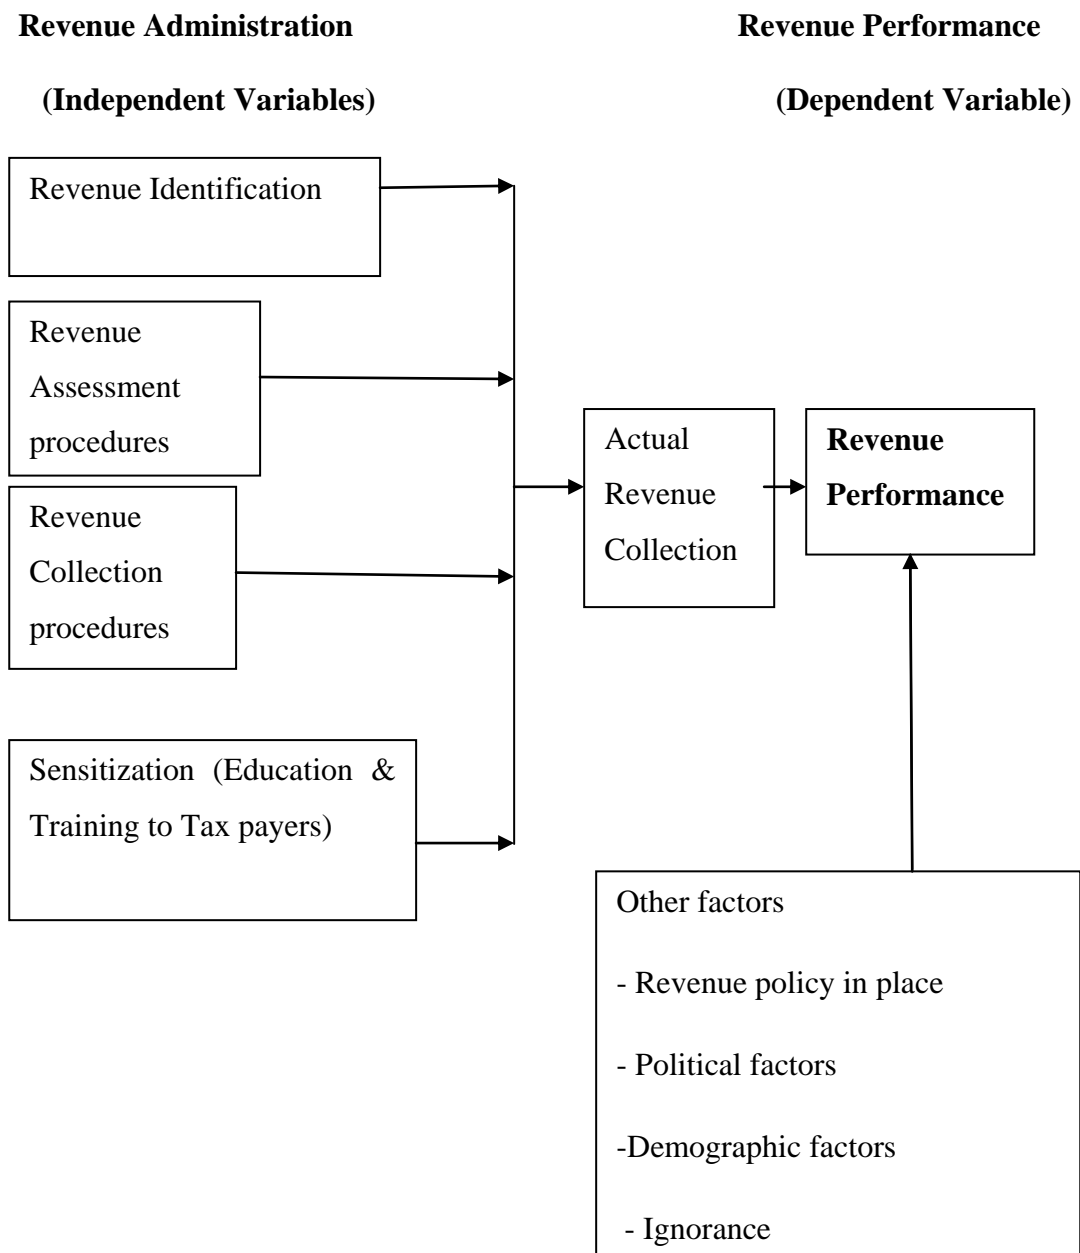 Revenue Administration
Revenue Performance
(Independent Variables)
(Dependent Variable)
Revenue Identification
Revenue
Assessment
procedures
Revenue
Collection
procedures
Sensitization (Education &
Training to Tax payers)
Actual
Revenue
Collection
Revenue
Performance
Other factors
- Revenue policy in place
- Political factors
-Demographic factors
- Ignorance